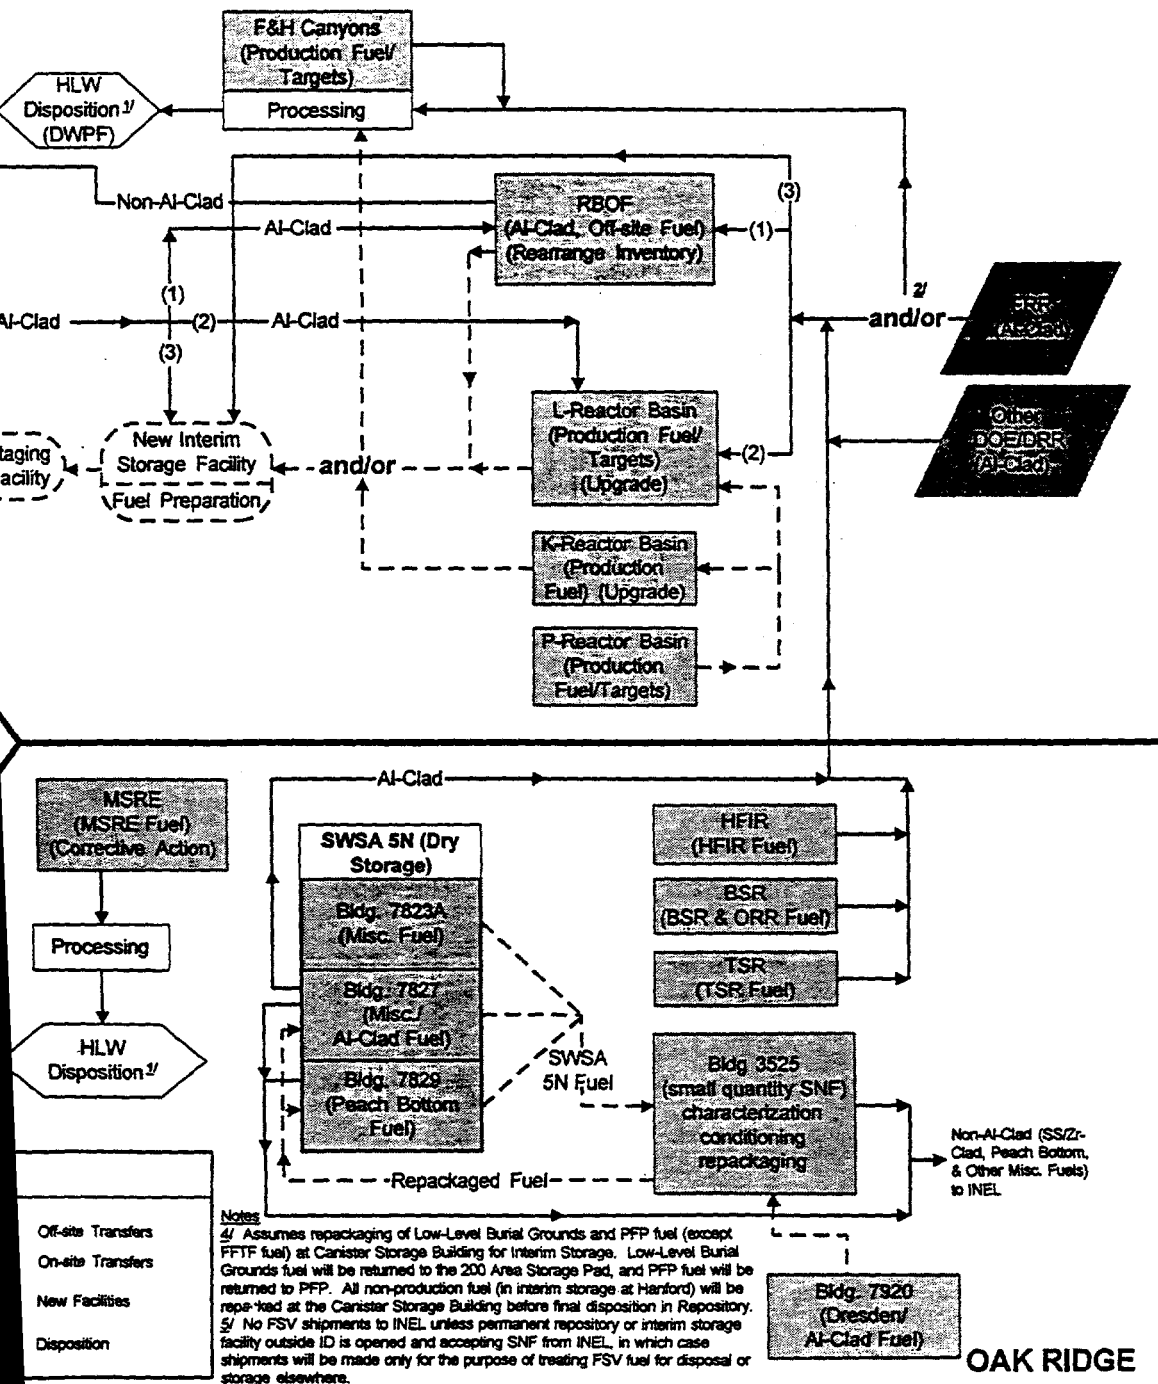 F&H Canyons
(Production Fuel/
Targets)
Processing
HLW
Disposition 1/
(DWPF)
Non-Al-Clad
Al-Clad
RBOF
(Al-Clad, Off-site Fuel)
(Rearrange Inventory)
(1)
(3)
(1)
(2)
(3)
Al-Clad
Al-Clad
2/
and/or
FRR
(Al-Clad)
Other
DOE/DRR
(Al-Clad)
L-Reactor Basin
(Production Fuel/
Targets)
(Upgrade)
(2)
taging
acility
New Interim
Storage Facility
Fuel Preparation
and/or
K-Reactor Basin
(Production
Fuel) (Upgrade)
P-Reactor Basin
(Production
Fuel/Targets)
Al-Clad
MSRE
(MSRE Fuel)
(Corrective Action)
Processing
HLW
Disposition 1/
SWSA 5N (Dry
Storage)
Bldg. 7823A
(Misc. Fuel)
Bldg. 7827
(Misc./
Al-Clad Fuel)
Bldg. 7829
(Peach Bottom
Fuel)
SWSA
5N Fuel
HFIR
(HFIR Fuel)
BSR
(BSR & ORR Fuel)
TSR
(TSR Fuel)
Bldg 3525
(small quantity SNF)
characterization
conditioning
repackaging
Repackaged Fuel
Non-Al-Clad (SS/Zr-
Clad, Peach Bottom,
& Other Misc. Fuels)
to INEL
Bldg. 7920
(Dresden/
Al-Clad Fuel)
OAK RIDGE
Off-site Transfers
On-site Transfers
New Facilities
Disposition
Notes
4/ Assumes repackaging of Low-Level Burial Grounds and PFP fuel (except
FFTF fuel) at Canister Storage Building for Interim Storage. Low-Level Burial
Grounds fuel will be returned to the 200 Area Storage Pad, and PFP fuel will be
returned to PFP. All non-production fuel (in interim storage at Hanford) will be
repa-ked at the Canister Storage Building before final disposition in Repository.
5/ No FSV shipments to INEL unless permanent repository or interim storage
facility outside ID is opened and accepting SNF from INEL, in which case
shipments will be made only for the purpose of treating FSV fuel for disposal or
storage elsewhere.